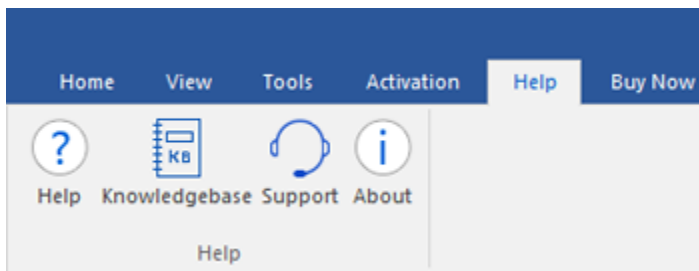 Home View Tools Activation Help Buy Now
?
KB
i
Help Knowledgebase Support About
Help